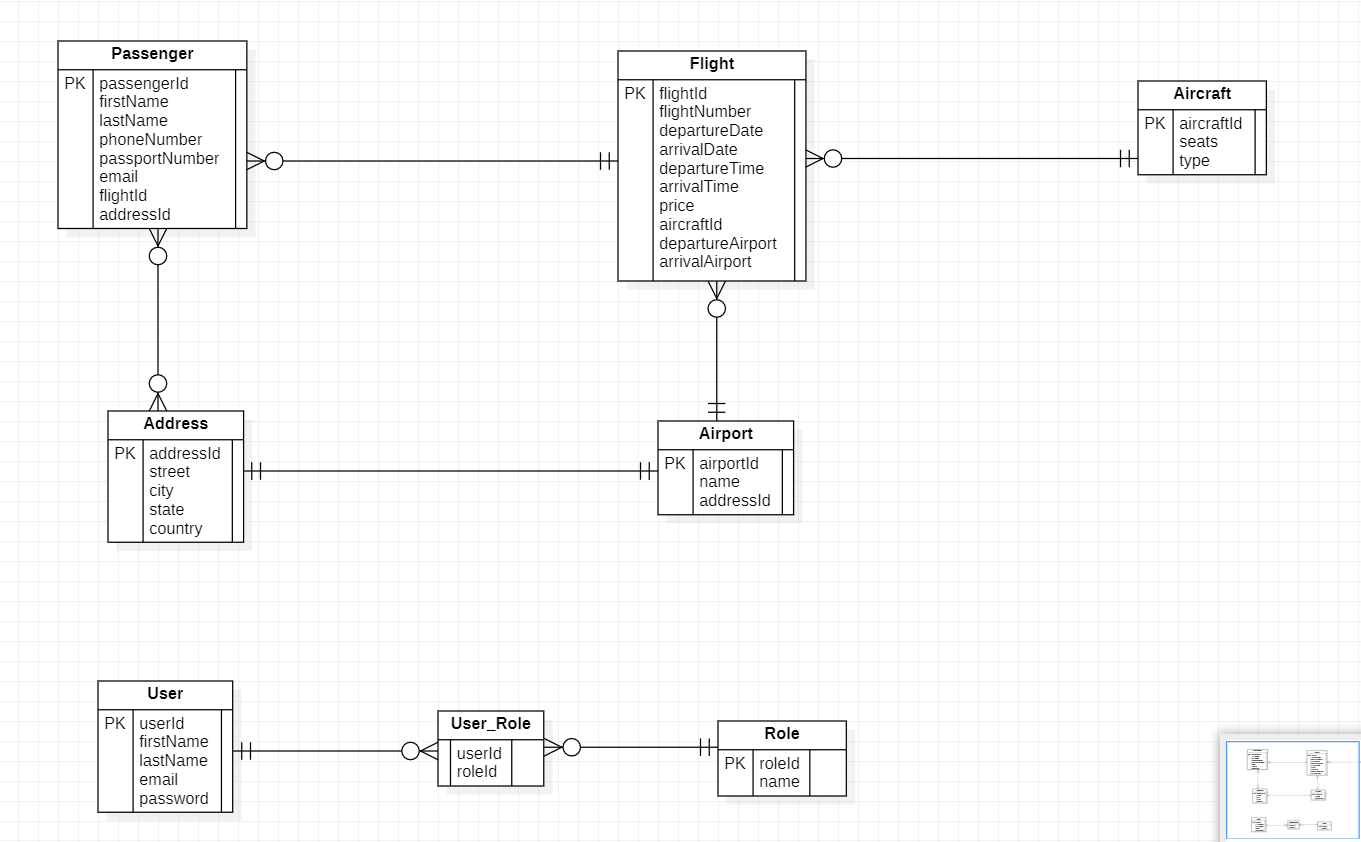 Passenger
PK passengerId
firstName
lastName
phoneNumber
passportNumber
email
flightId
addressId
Flight
PK flightId
flightNumber
departureDate
arrivalDate
departureTime
arrivalTime
price
aircraftId
departureAirport
arrivalAirport
Aircraft
PK aircraftId
seats
type
Address
PK addressId
street
city
state
country
Airport
PK airportId
name
addressId
User
PK userId
firstName
lastName
email
password
User_Role
userId
roleId
Role
PK roleId
name